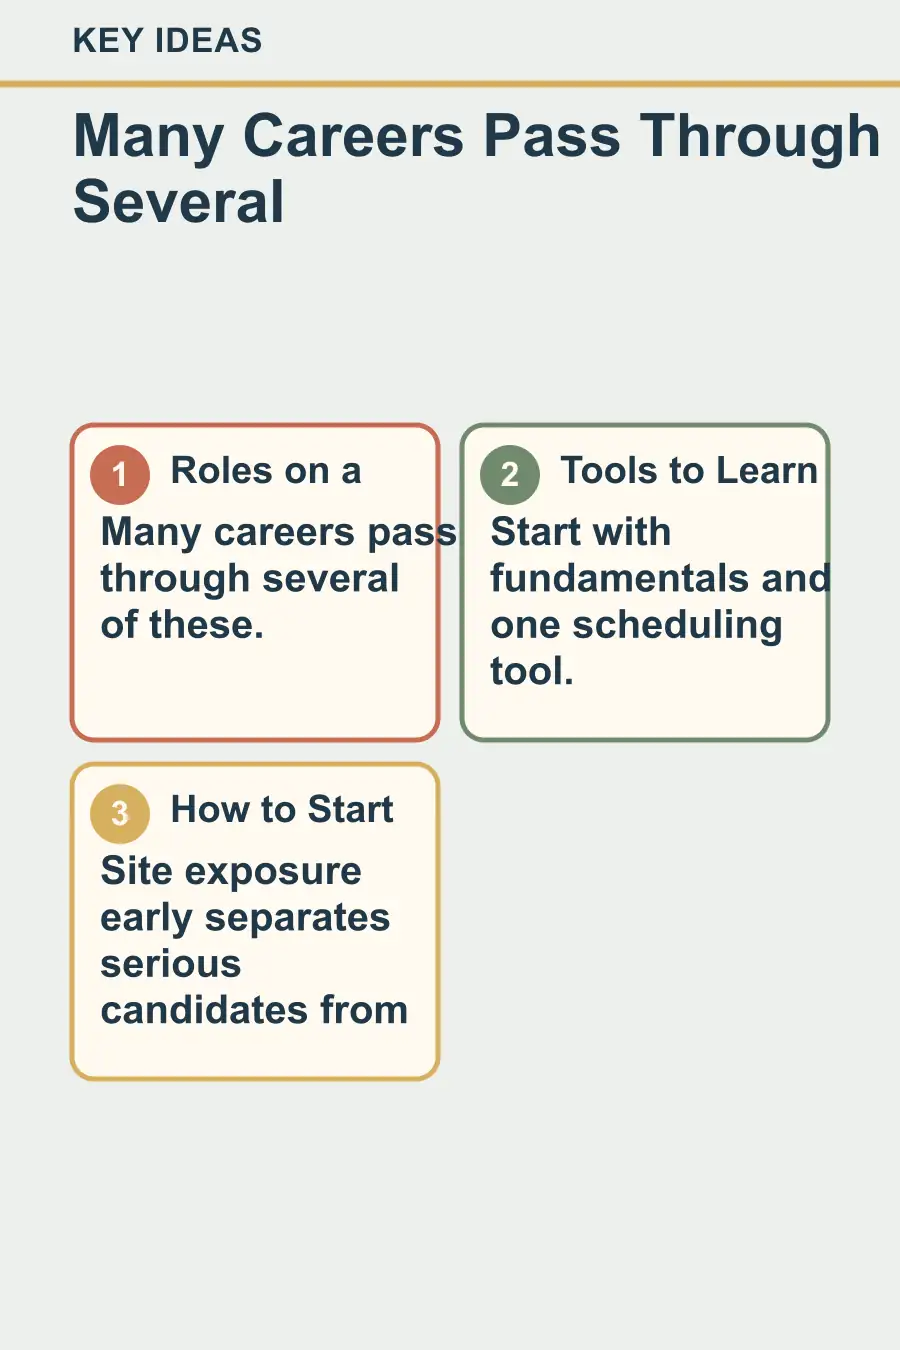 KEY IDEAS
Many Careers Pass Through
Several
1 Roles on a
Many careers pass
through several
of these.
2 Tools to Learn
Start with
fundamentals and
one scheduling
tool.
3 How to Start
Site exposure
early separates
serious
candidates from